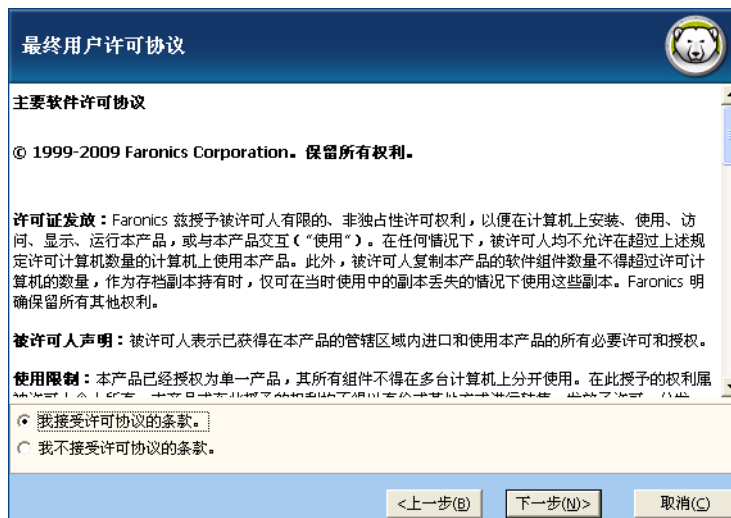 最终用户许可协议
主要软件许可协议
© 1999-2009 Faronics Corporation。保留所有权利。
许可证发放：Faronics 兹授予被许可人有限的、非独占性许可权利，以便在计算机上安装、使用、访
问、显示、运行本产品，或与本产品交互（“使用”）。在任何情况下，被许可人均不允许在超过上述规
定许可计算机数量的计算机上使用本产品。此外，被许可人复制本产品的软件组件数量不得超过许可计
算机的数量，作为存档副本持有时，仅可在当时使用中的副本丢失的情况下使用这些副本。Faronics 明
确保留所有其他权利。
被许可人声明：被许可人表示已获得在本产品的管辖区域内进口和使用本产品的所有必要许可和授权。
使用限制：本产品已经授权为单一产品，其所有组件不得在多台计算机上分开使用。在此授予的权利属
我接受许可协议的条款。
我不接受许可协议的条款。
<上一步(B)
下一步(N)>
取消(C)